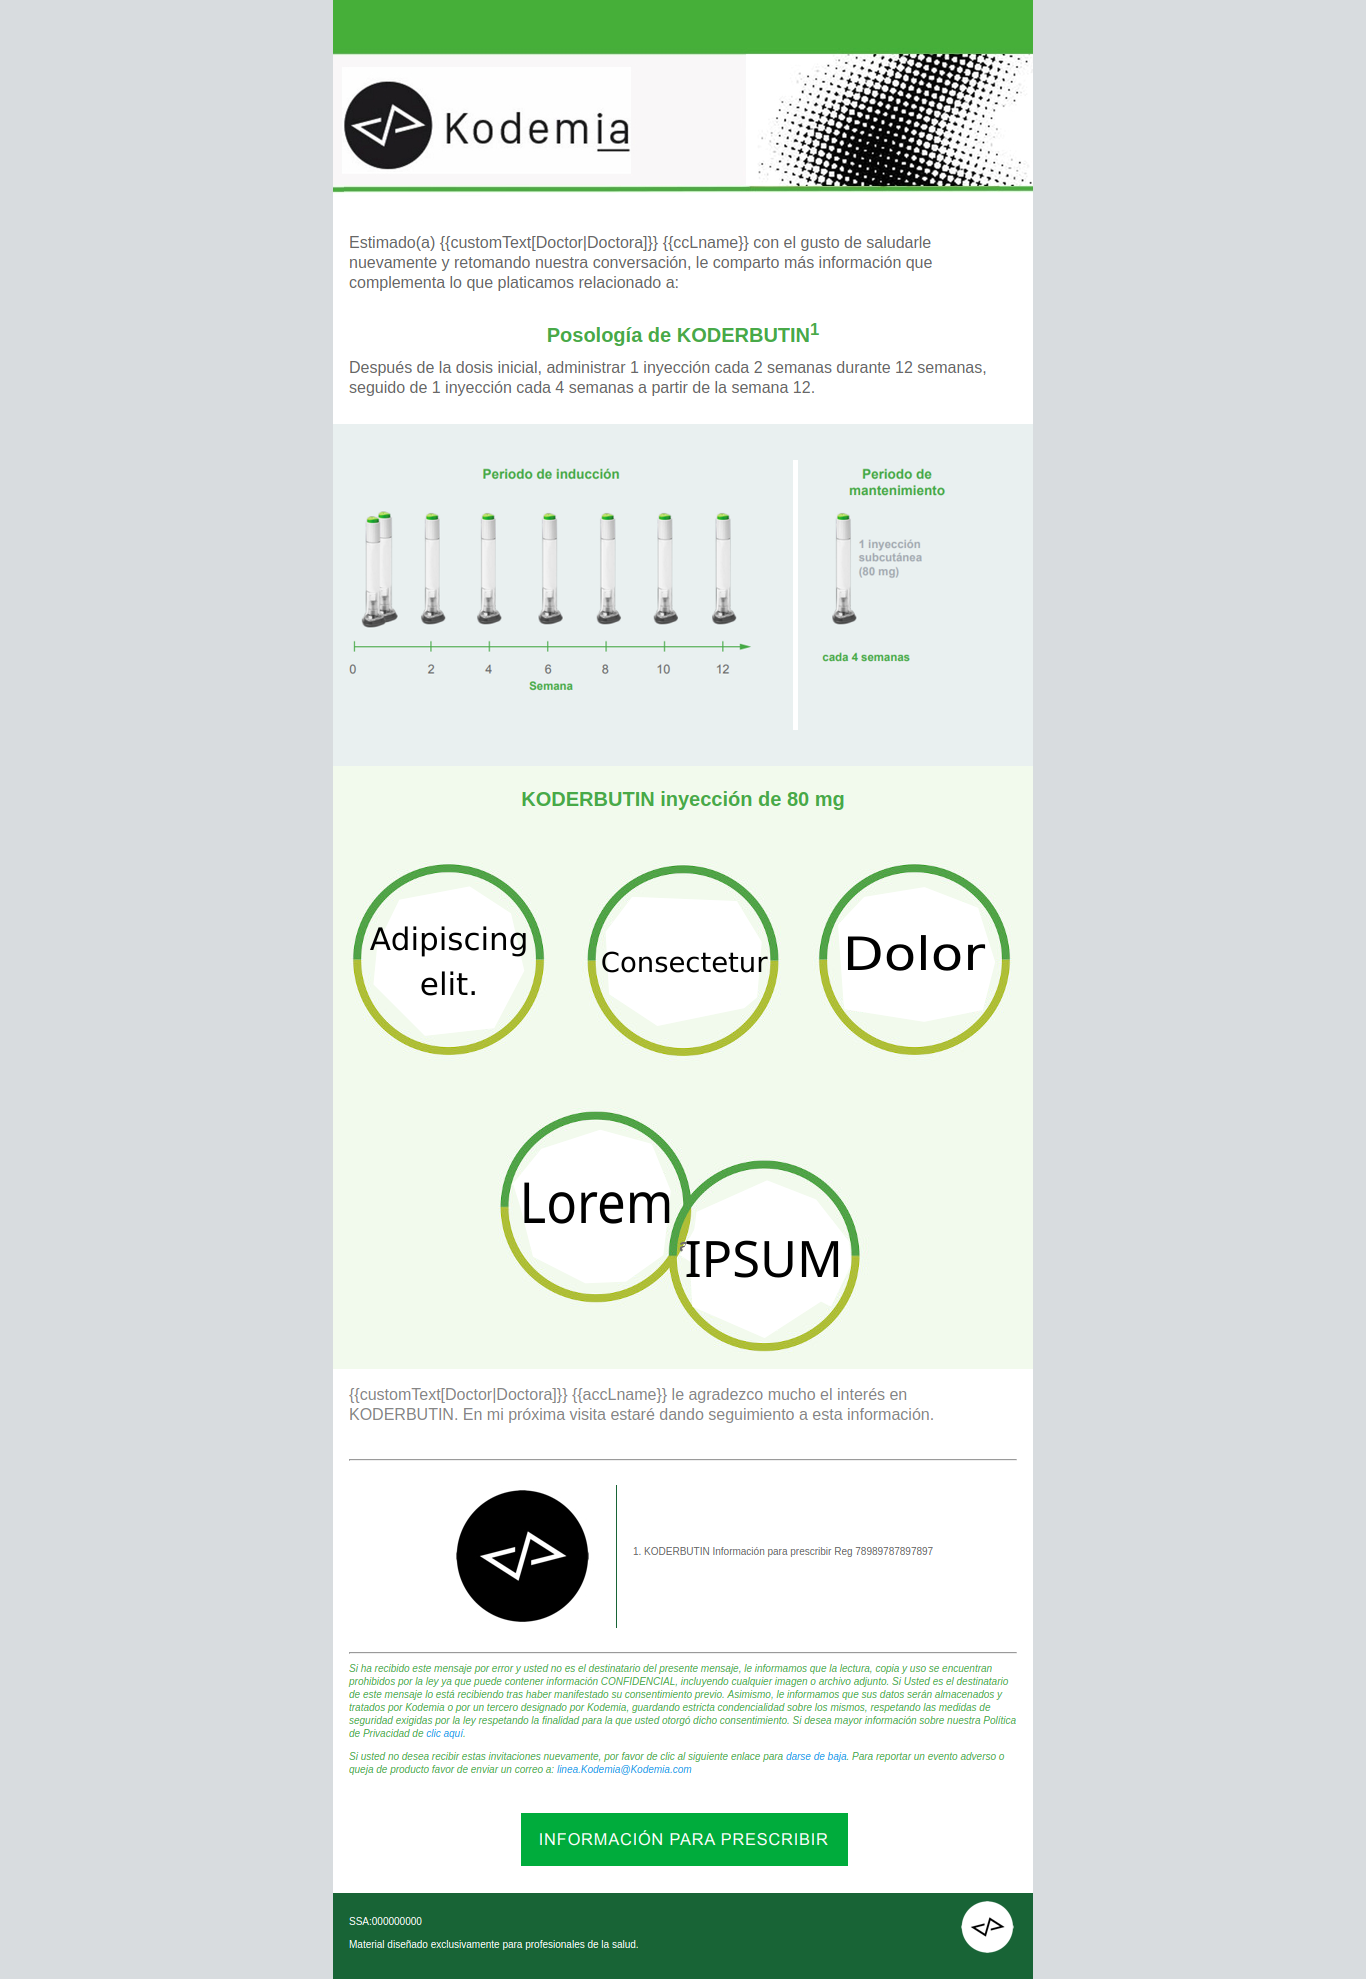 Kodemia
Estimado(a) {{customText[Doctor|Doctora]}} {{ccLname}} con el gusto de saludarle
nuevamente y retomando nuestra conversación, le comparto más información que
complementa lo que platicamos relacionado a:
Posología de KODERBUTIN1
Después de la dosis inicial, administrar 1 inyección cada 2 semanas durante 12 semanas,
seguido de 1 inyección cada 4 semanas a partir de la semana 12.
Periodo de inducción
0 2 4 6 8 10 12
Semana
Periodo de
mantenimiento
1 inyección
subcutánea
(80 mg)
cada 4 semanas
KODERBUTIN inyección de 80 mg
Adipiscing
elit.
Consectetur
Dolor
Lorem
IPSUM
{{customText[Doctor|Doctora]}} {{accLname}} le agradezco mucho el interés en
KODERBUTIN. En mi próxima visita estaré dando seguimiento a esta información.
1. KODERBUTIN Información para prescribir Reg 78989787897897
Si ha recibido este mensaje por error y usted no es el destinatario del presente mensaje, le informamos que la lectura, copia y uso se encuentran
prohibidos por la ley ya que puede contener información CONFIDENCIAL, incluyendo cualquier imagen o archivo adjunto. Si Usted es el destinatario
de este mensaje lo está recibiendo tras haber manifestado su consentimiento previo. Asimismo, le informamos que sus datos serán almacenados y
tratados por Kodemia o por un tercero designado por Kodemia, guardando estricta condencialidad sobre los mismos, respetando las medidas de
seguridad exigidas por la ley respetando la finalidad para la que usted otorgó dicho consentimiento. Si desea mayor información sobre nuestra Política
de Privacidad de clic aquí.
Si usted no desea recibir estas invitaciones nuevamente, por favor de clic al siguiente enlace para darse de baja. Para reportar un evento adverso o
queja de producto favor de enviar un correo a: linea.Kodemia@Kodemia.com
INFORMACIÓN PARA PRESCRIBIR
SSA:000000000
Material diseñado exclusivamente para profesionales de la salud.